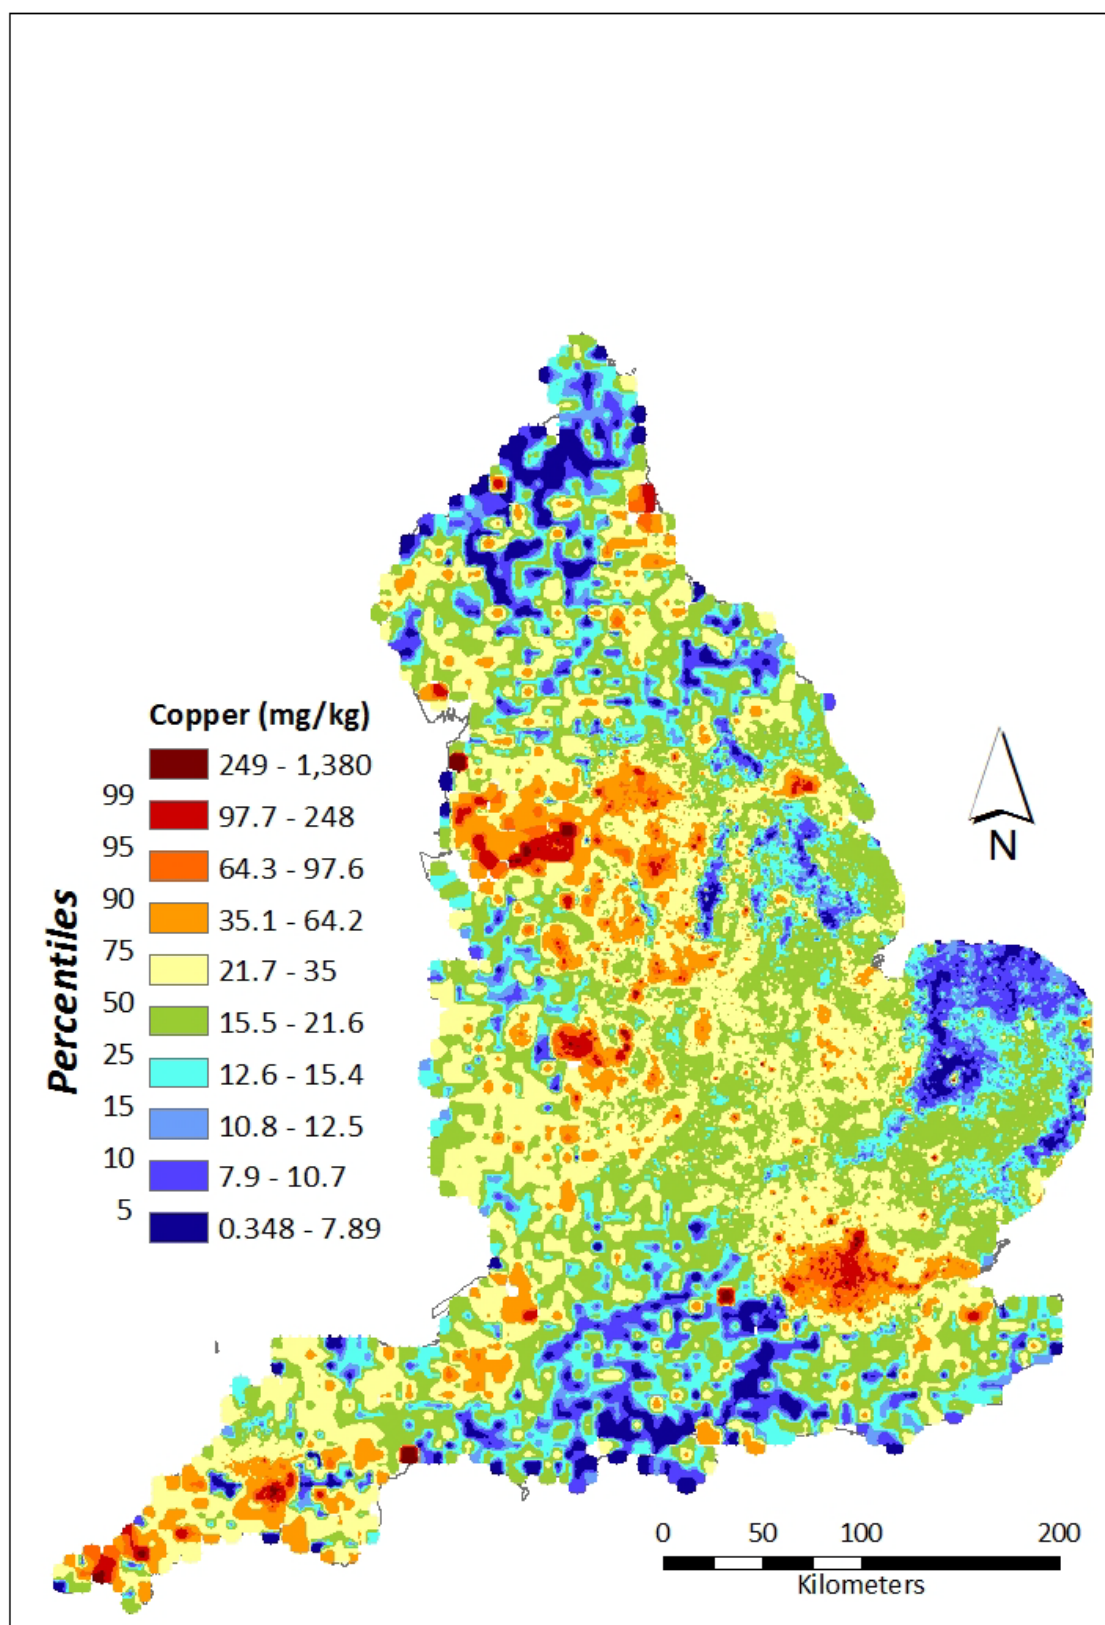 Copper (mg/kg)
249 - 1,380
99
97.7 - 248
95
64.3 - 97.6
90
35.1 - 64.2
75
21.7 - 35
50
15.5 - 21.6
25
12.6 - 15.4
15
10.8 - 12.5
10
7.9 - 10.7
5
0.348 - 7.89
Percentiles
N
0 50 100 200
Kilometers